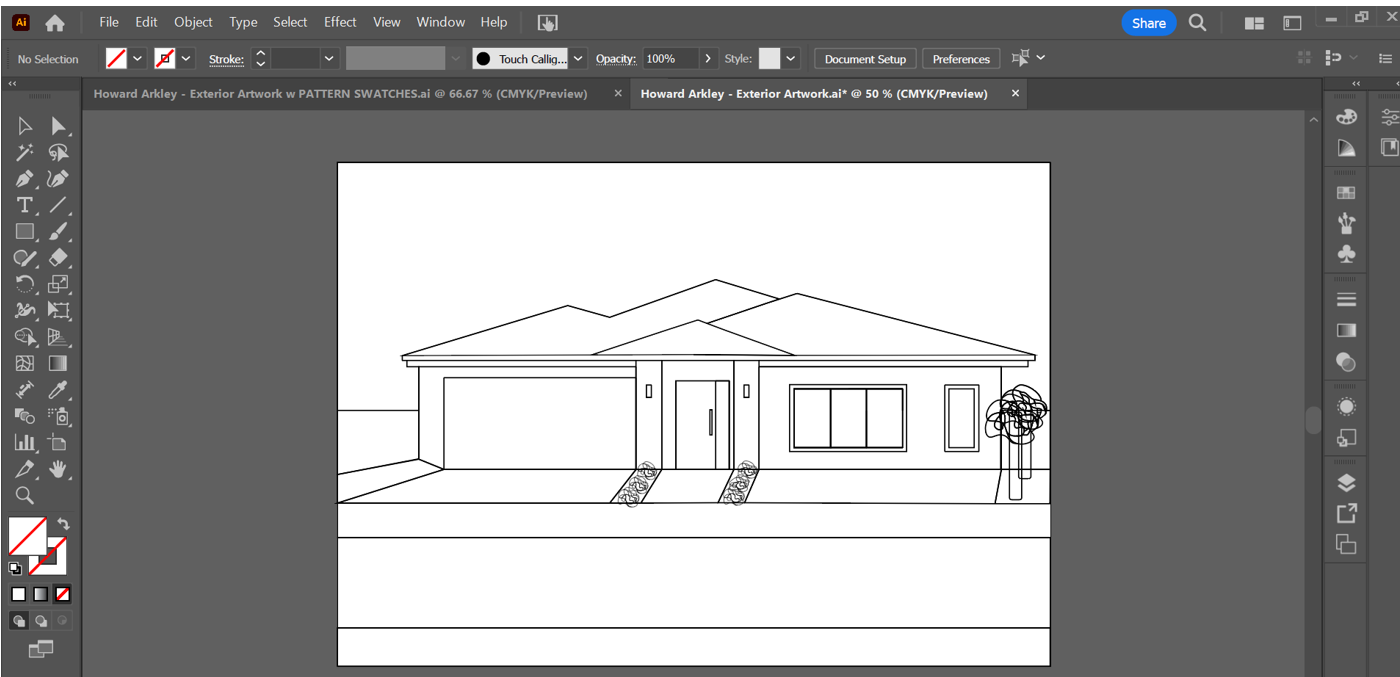 Ai File Edit Object Type Select Effect View Window Help Share
No Selection Stroke: Touch Callig... Opacity: 100% Style: Document Setup Preferences
Howard Arkley - Exterior Artwork w PATTERN SWATCHES.ai @ 66.67 % (CMYK/Preview) × Howard Arkley - Exterior Artwork.ai* @ 50 % (CMYK/Preview) ×